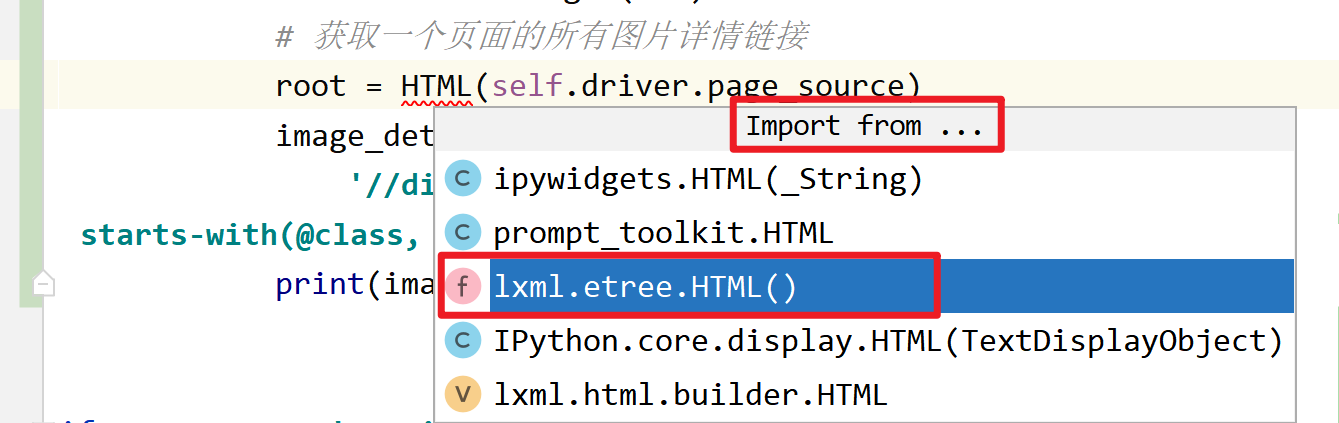 # 获取一个页面的所有图片详情链接
root = HTML(self.driver.page_source)
Import from ...
image_det
C ipywidgets.HTML(_String)
'//di
C prompt_toolkit.HTML
starts-with(@class,
f lxml.etree.HTML()
print(ima
C IPython.core.display.HTML(TextDisplayObject)
V lxml.html.builder.HTML